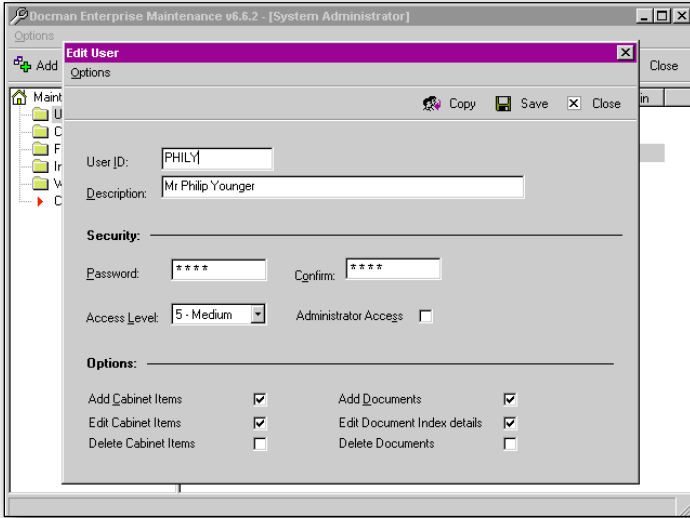 Docman Enterprise Maintenance v6.6.2 - [System Administrator]
Options
Add
Close
Edit User
Options
Copy Save Close
Maint
in
U
C
F
In
W
C
User ID: PHILY
Description: Mr Philip Younger
Security:
Password: **** Confirm: ****
Access Level: 5 - Medium Administrator Access
Options:
Add Cabinet Items Add Documents
Edit Cabinet Items Edit Document Index details
Delete Cabinet Items Delete Documents